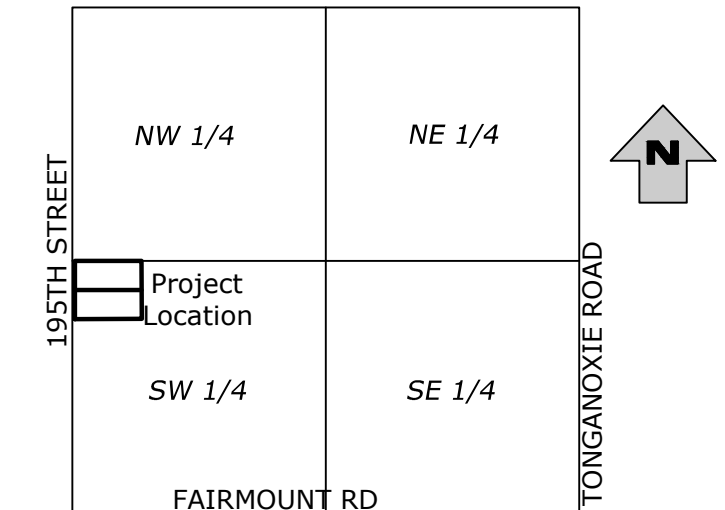 NW 1/4
NE 1/4
N
195TH STREET
Project
Location
TONGANOXIE ROAD
SW 1/4
SE 1/4
FAIRMOUNT RD